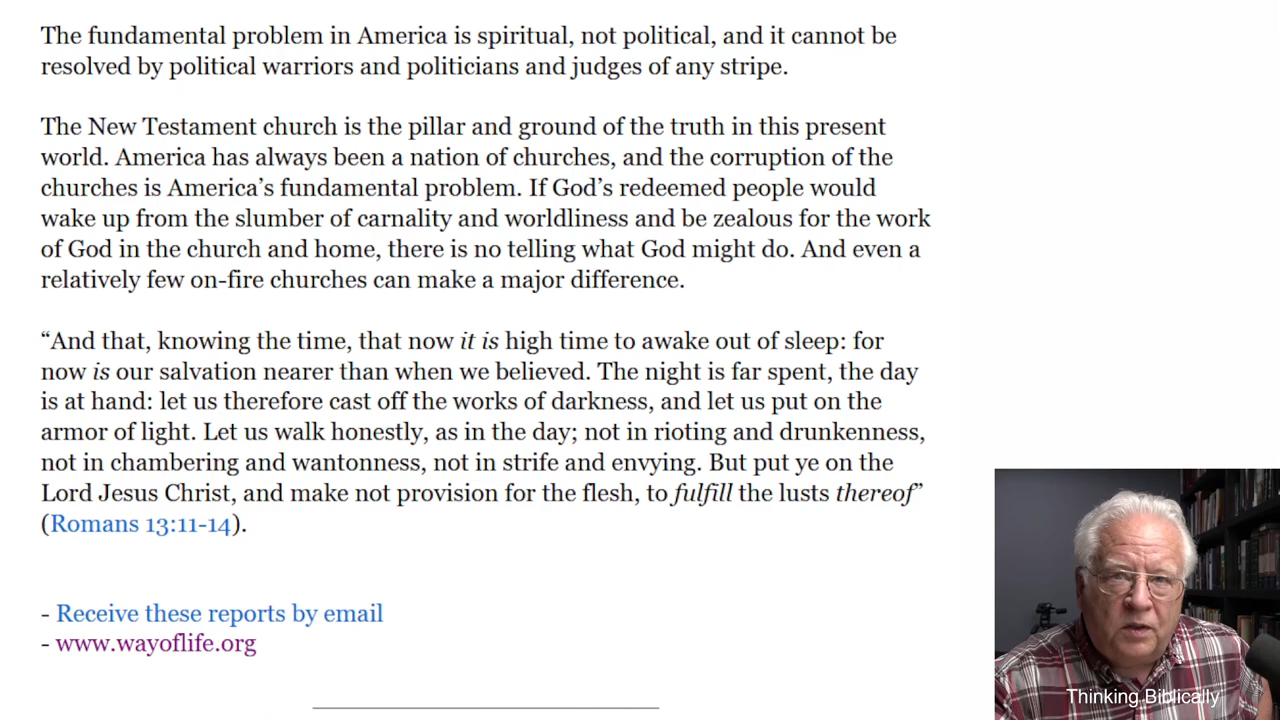 The fundamental problem in America is spiritual, not political, and it cannot be
resolved by political warriors and politicians and judges of any stripe.
The New Testament church is the pillar and ground of the truth in this present
world. America has always been a nation of churches, and the corruption of the
churches is America’s fundamental problem. If God’s redeemed people would
wake up from the slumber of carnality and worldliness and be zealous for the work
of God in the church and home, there is no telling what God might do. And even a
relatively few on-fire churches can make a major difference.
“And that, knowing the time, that now it is high time to awake out of sleep: for
now is our salvation nearer than when we believed. The night is far spent, the day
is at hand: let us therefore cast off the works of darkness, and let us put on the
armor of light. Let us walk honestly, as in the day; not in rioting and drunkenness,
not in chambering and wantonness, not in strife and envying. But put ye on the
Lord Jesus Christ, and make not provision for the flesh, to fulfill the lusts thereof”
(Romans 13:11-14).
- Receive these reports by email
- www.wayoflife.org
Thinking Biblically